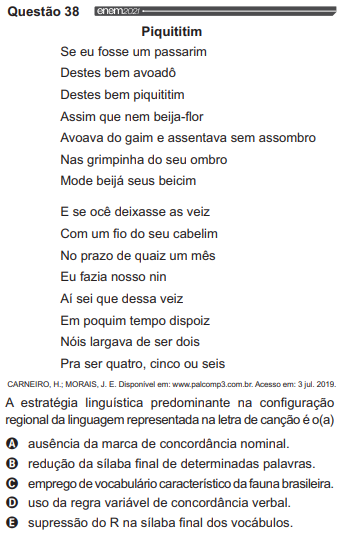 Questão 38 enem2021
Piquititim
Se eu fosse um passarim
Destes bem avoadô
Destes bem piquititim
Assim que nem beija-flor
Avoava do gaim e assentava sem assombro
Nas grimpinha do seu ombro
Mode beijá seus beicim
E se ocê deixasse as veiz
Com um fio do seu cabelim
No prazo de quaiz um mês
Eu fazia nosso nin
Aí sei que dessa veiz
Em poquim tempo dispoiz
Nóis largava de ser dois
Pra ser quatro, cinco ou seis
CARNEIRO, H.; MORAIS, J. E. Disponível em: www.palcomp3.com.br. Acesso em: 3 jul. 2019.
A estratégia linguística predominante na configuração
regional da linguagem representada na letra de canção é o(a)
A ausência da marca de concordância nominal.
B redução da sílaba final de determinadas palavras.
C emprego de vocabulário característico da fauna brasileira.
D uso da regra variável de concordância verbal.
E supressão do R na sílaba final dos vocábulos.